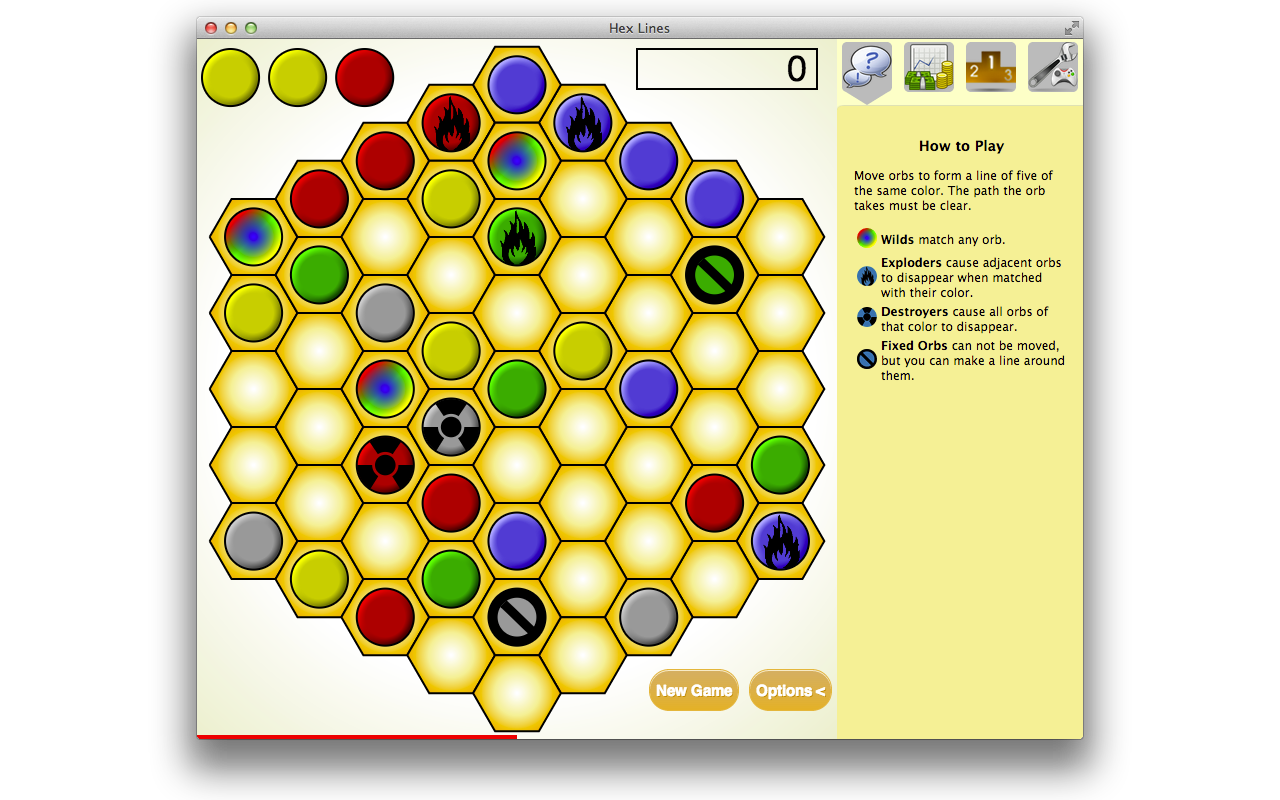 Hex Lines
0
? !
2 1 3
How to Play
Move orbs to form a line of five of
the same color. The path the orb
takes must be clear.
Wilds match any orb.
Exploders cause adjacent orbs
to disappear when matched
with their color.
Destroyers cause all orbs of
that color to disappear.
Fixed Orbs can not be moved,
but you can make a line around
them.
New Game
Options <